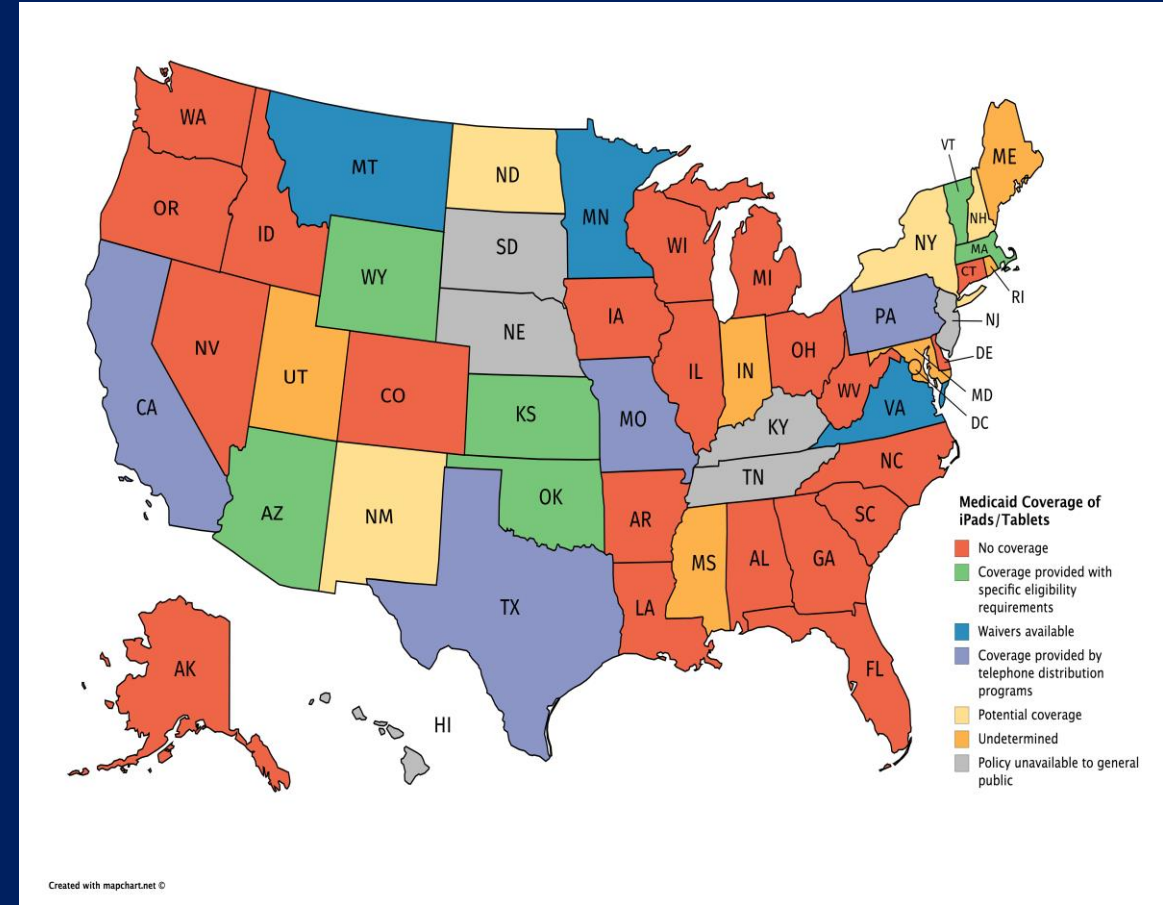 WA
MT
ND
MN
VT
ME
OR
ID
SD
WI
MI
NY
NH
MA
CT
RI
WY
NE
IA
PA
NJ
NV
UT
CO
IL
IN
OH
WV
DE
MD
DC
CA
KS
MO
KY
VA
AZ
NM
OK
AR
TN
NC
SC
MS
AL
GA
TX
LA
FL
AK
HI
Medicaid Coverage of
iPads/Tablets
No coverage
Coverage provided with
specific eligibility
requirements
Waivers available
Coverage provided by
telephone distribution
programs
Potential coverage
Undetermined
Policy unavailable to general
public
Created with mapchart.net ©